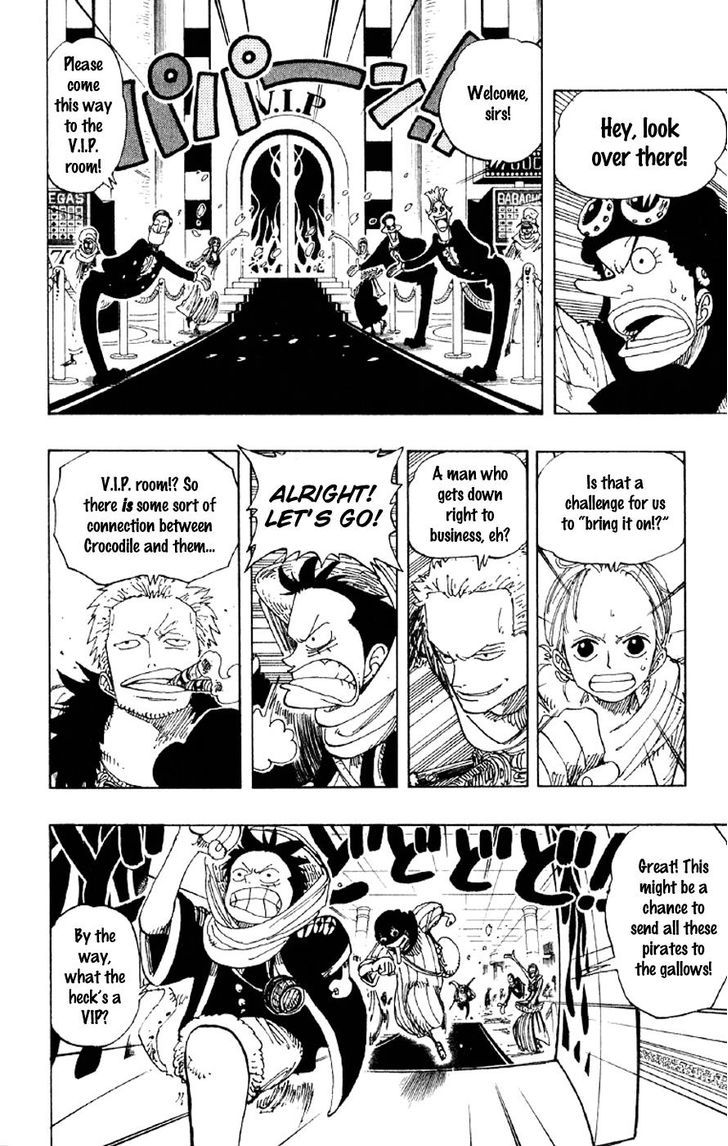 Hey, look
over there!
Welcome,
sirs!
パパーン!!
V.I.P
Please
come
this way
to the
V.I.P.
room!
Is that a
challenge for us
to "bring it on!?"
A man who
gets down
right to
business, eh?
ALRIGHT!
LET'S GO!
V.I.P. room!? So
there is some sort of
connection between
Crocodile and them...
Great! This
might be a
chance to
send all these
pirates to
the gallows!
By the
way,
what the
heck's a
VIP?